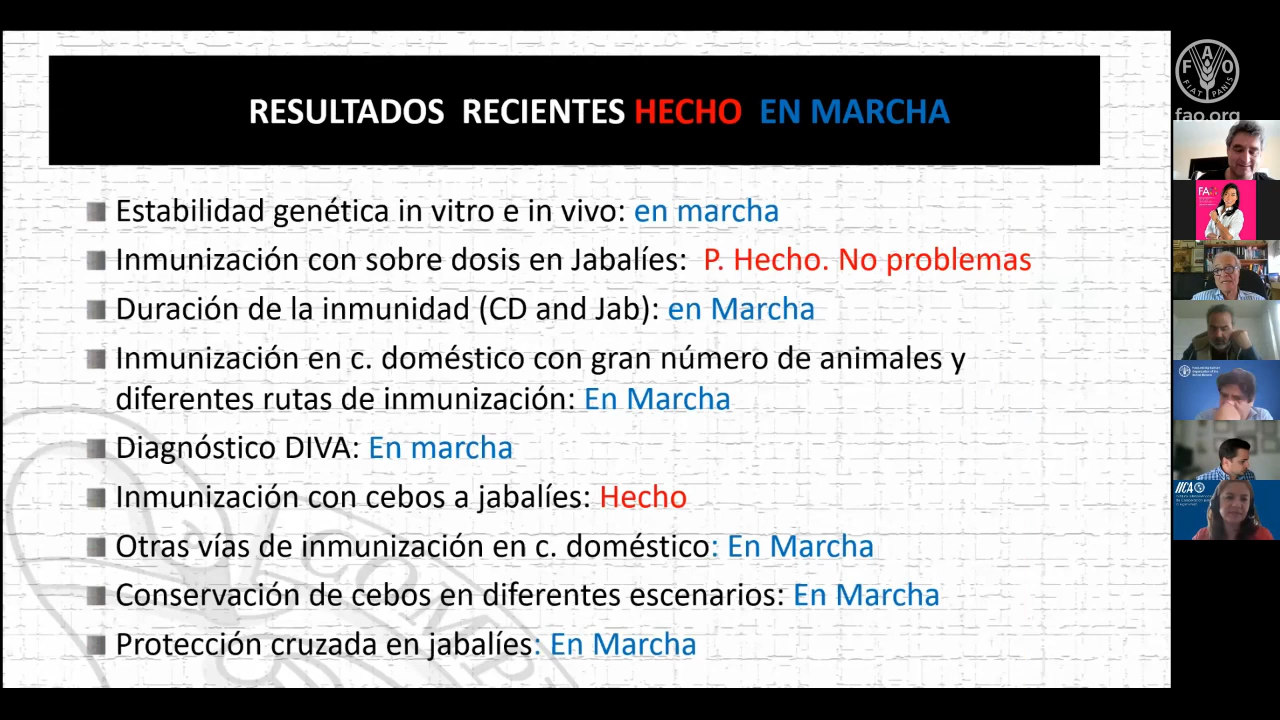 RESULTADOS RECIENTES HECHO EN MARCHA
Estabilidad genética in vitro e in vivo: en marcha
Inmunización con sobre dosis en Jabalíes: P. Hecho. No problemas
Duración de la inmunidad (CD and Jab): en Marcha
Inmunización en c. doméstico con gran número de animales y
diferentes rutas de inmunización: En Marcha
Diagnóstico DIVA: En marcha
Inmunización con cebos a jabalíes: Hecho
Otras vías de inmunización en c. doméstico: En Marcha
Conservación de cebos en diferentes escenarios: En Marcha
Protección cruzada en jabalíes: En Marcha
FAO
FIAT PANIS
fao.org
IICA